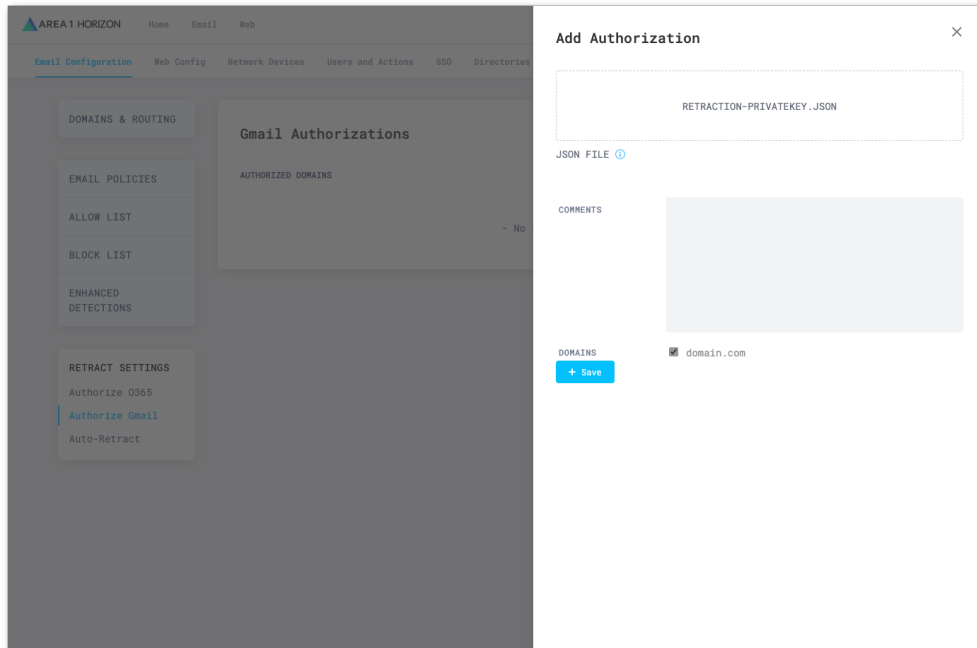 AREA 1 HORIZON Home Email Web
Email Configuration Web Config Network Devices Users and Actions SSO Directories
DOMAINS & ROUTING
EMAIL POLICIES
ALLOW LIST
BLOCK LIST
ENHANCED
DETECTIONS
RETRACT SETTINGS
Authorize O365
Authorize Gmail
Auto-Retract
Gmail Authorizations
AUTHORIZED DOMAINS
- No
Add Authorization
RETRACTION-PRIVATEKEY.JSON
JSON FILE
COMMENTS
DOMAINS domain.com
+ Save